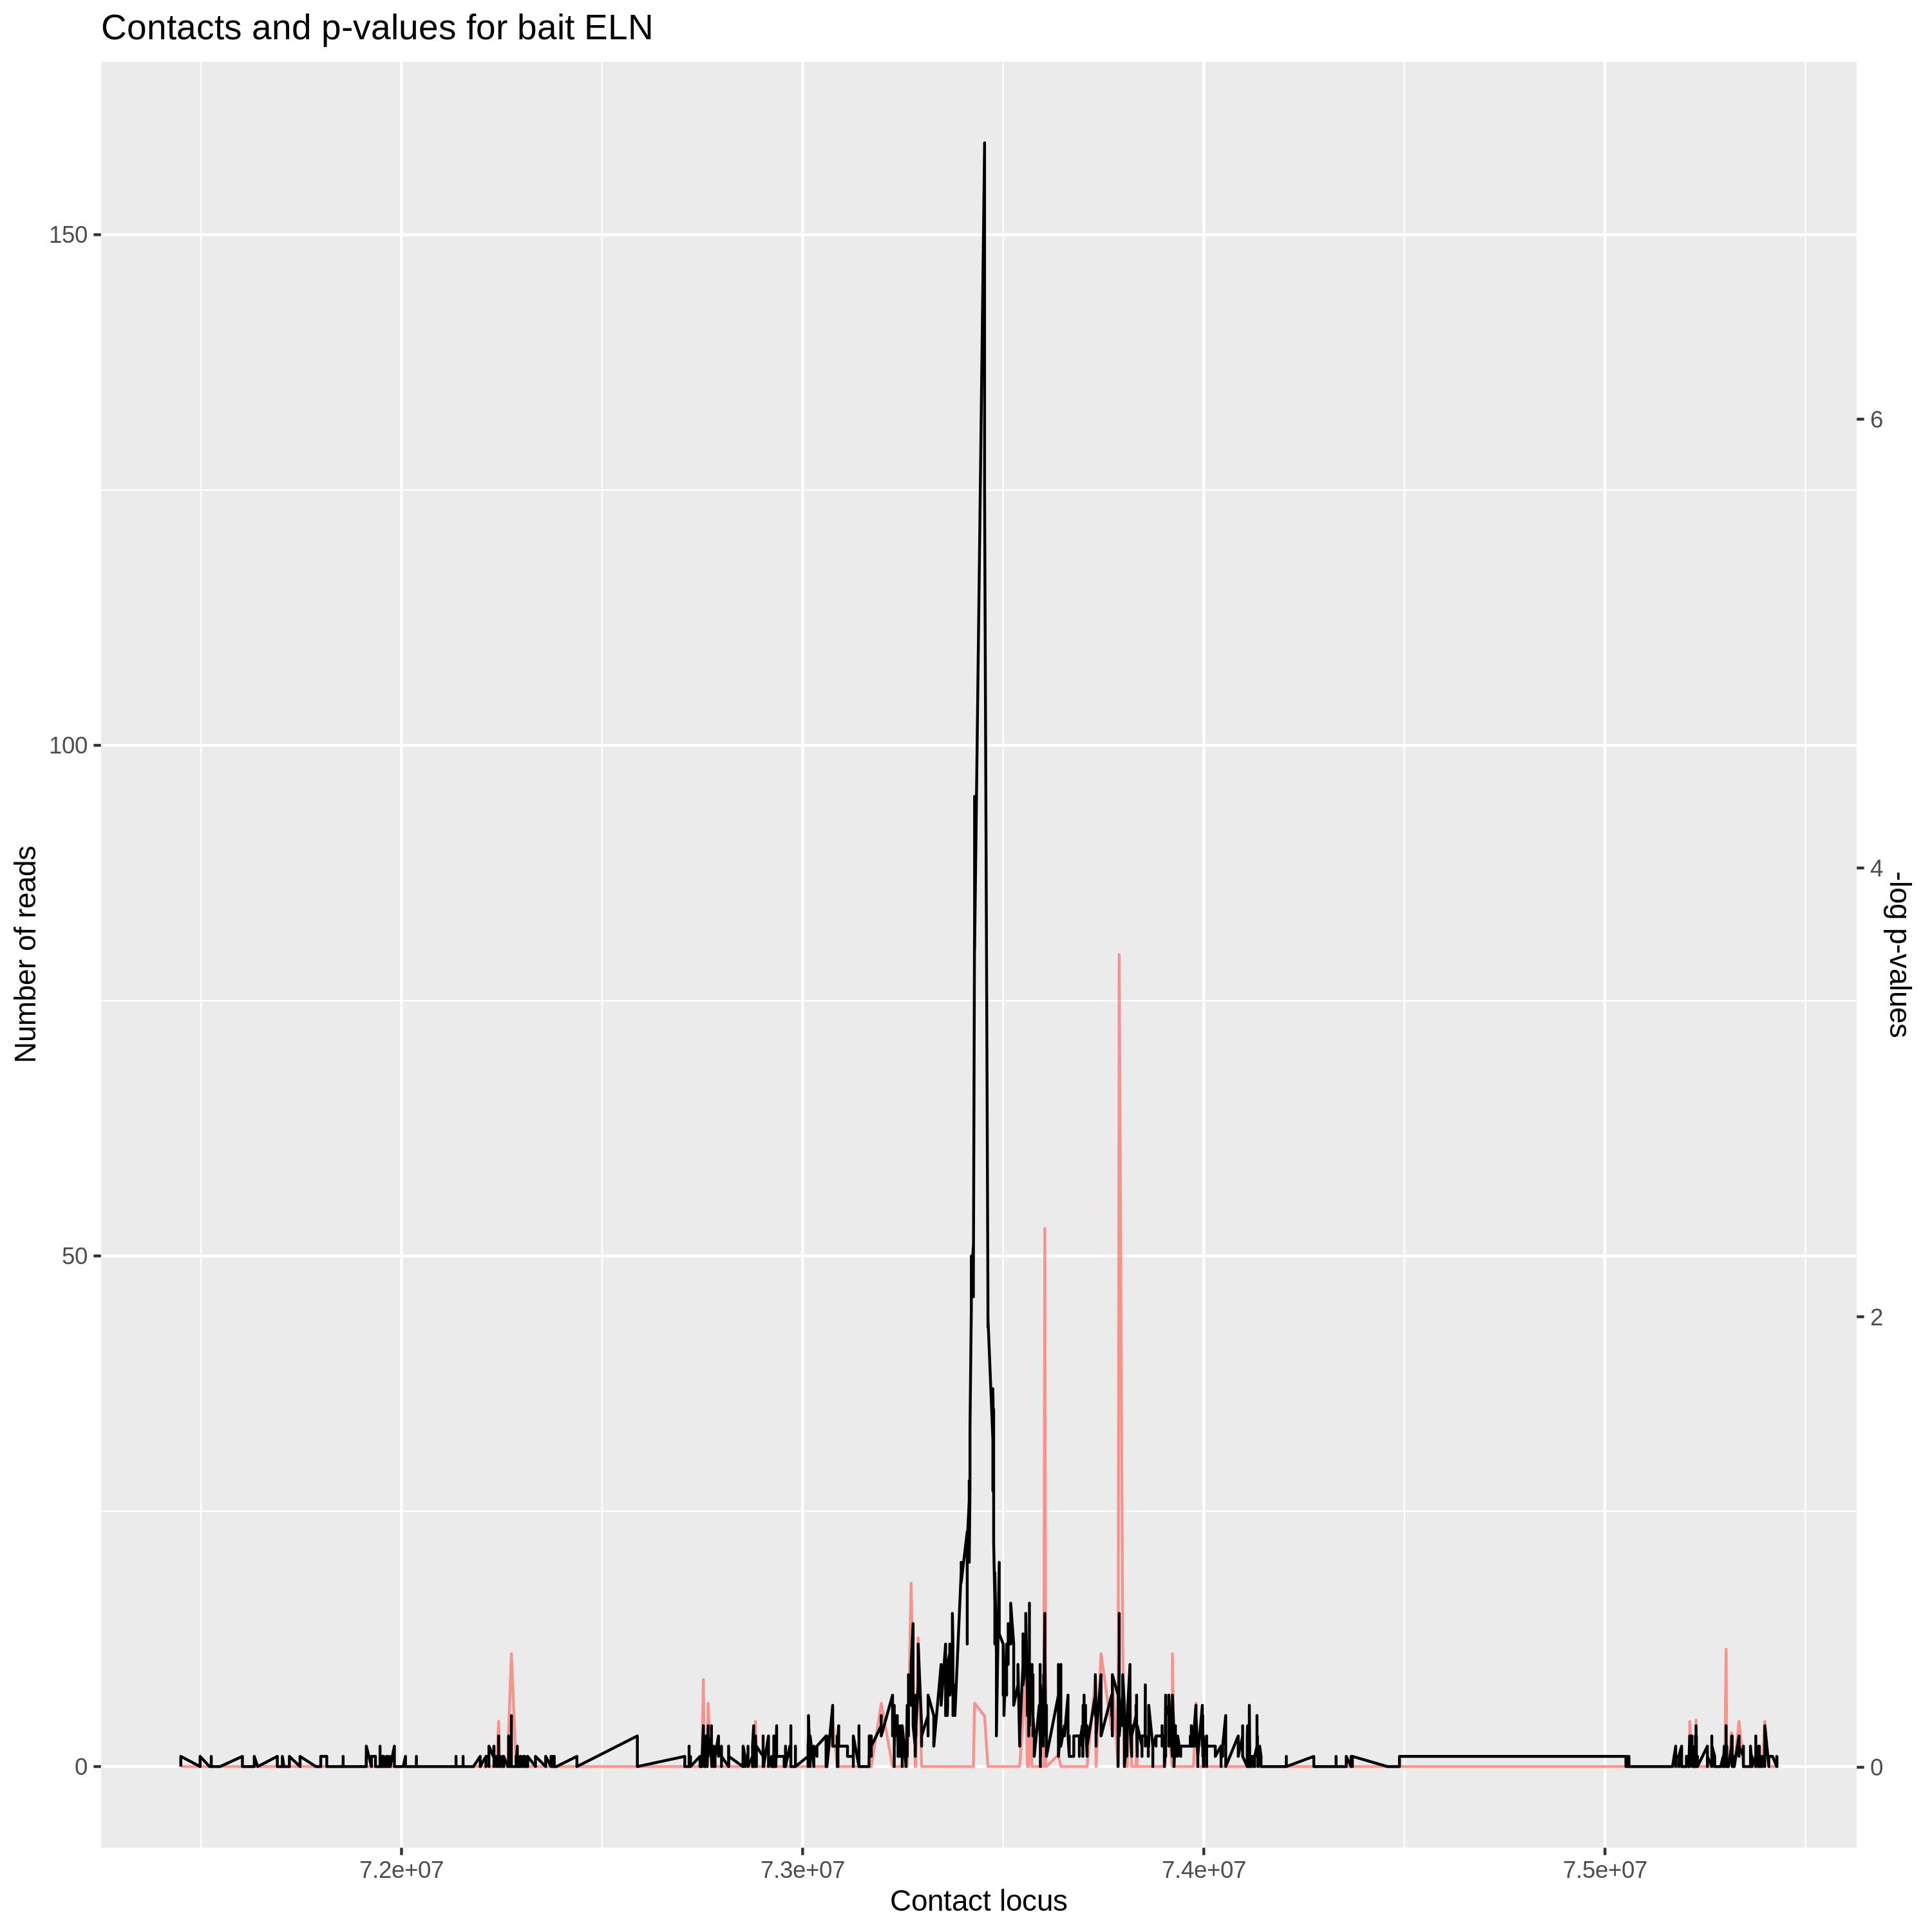 Contacts and p-values for bait ELN
150
100
50
0
6
4
2
0
Number of reads
-log p-values
7.2e+07
7.3e+07
7.4e+07
7.5e+07
Contact locus